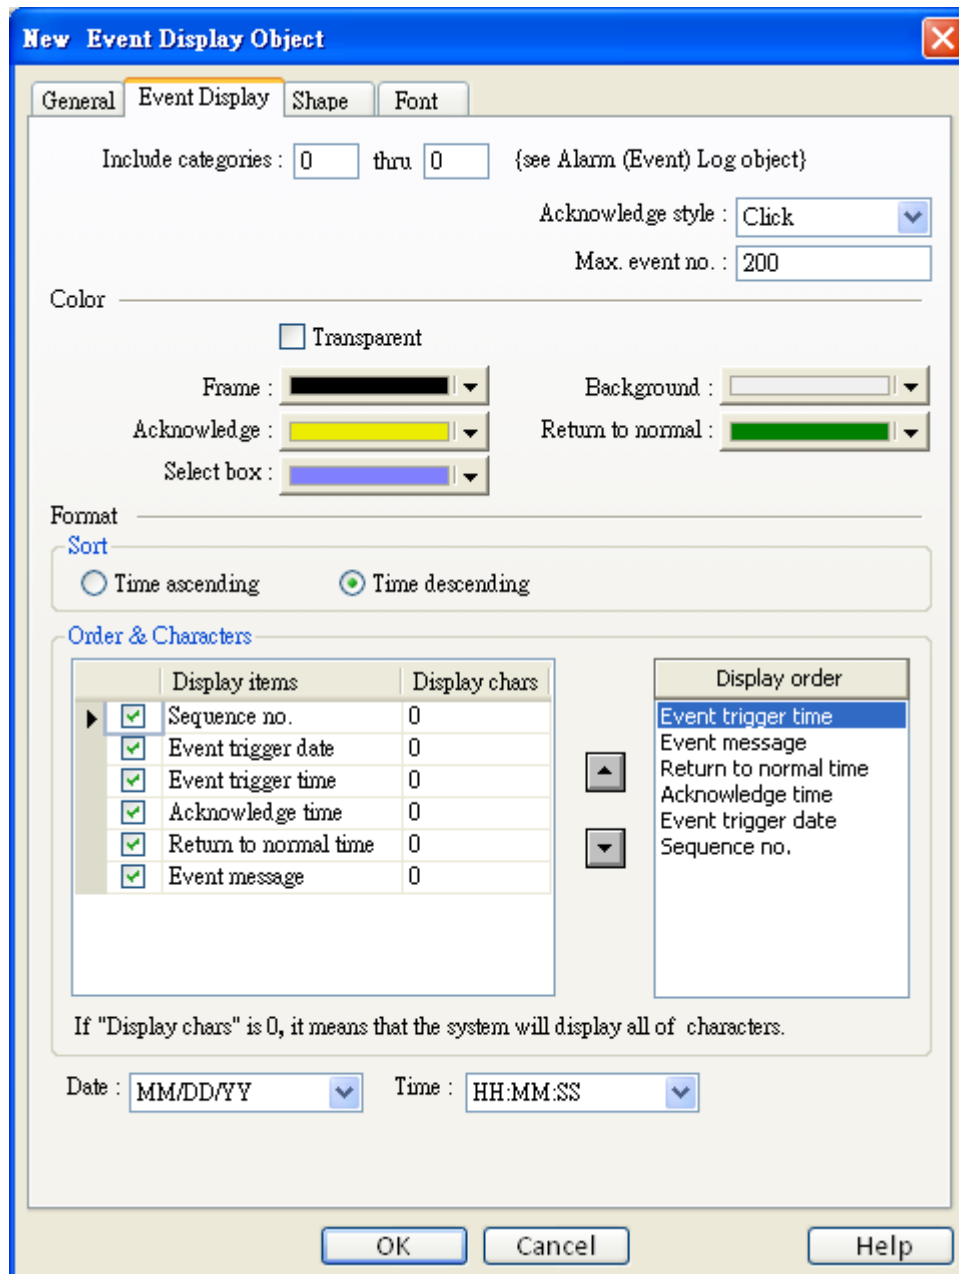 New Event Display Object
General Event Display Shape Font
Include categories : 0 thru 0 {see Alarm (Event) Log object}
Acknowledge style : Click
Max. event no. : 200
Color
Transparent
Frame : Background :
Acknowledge : Return to normal :
Select box :
Format
Sort
Time ascending Time descending
Order & Characters
Display items Display chars
Sequence no. 0
Event trigger date 0
Event trigger time 0
Acknowledge time 0
Return to normal time 0
Event message 0
Display order
Event trigger time
Event message
Return to normal time
Acknowledge time
Event trigger date
Sequence no.
If "Display chars" is 0, it means that the system will display all of characters.
Date : MM/DD/YY Time : HH:MM:SS
OK Cancel Help